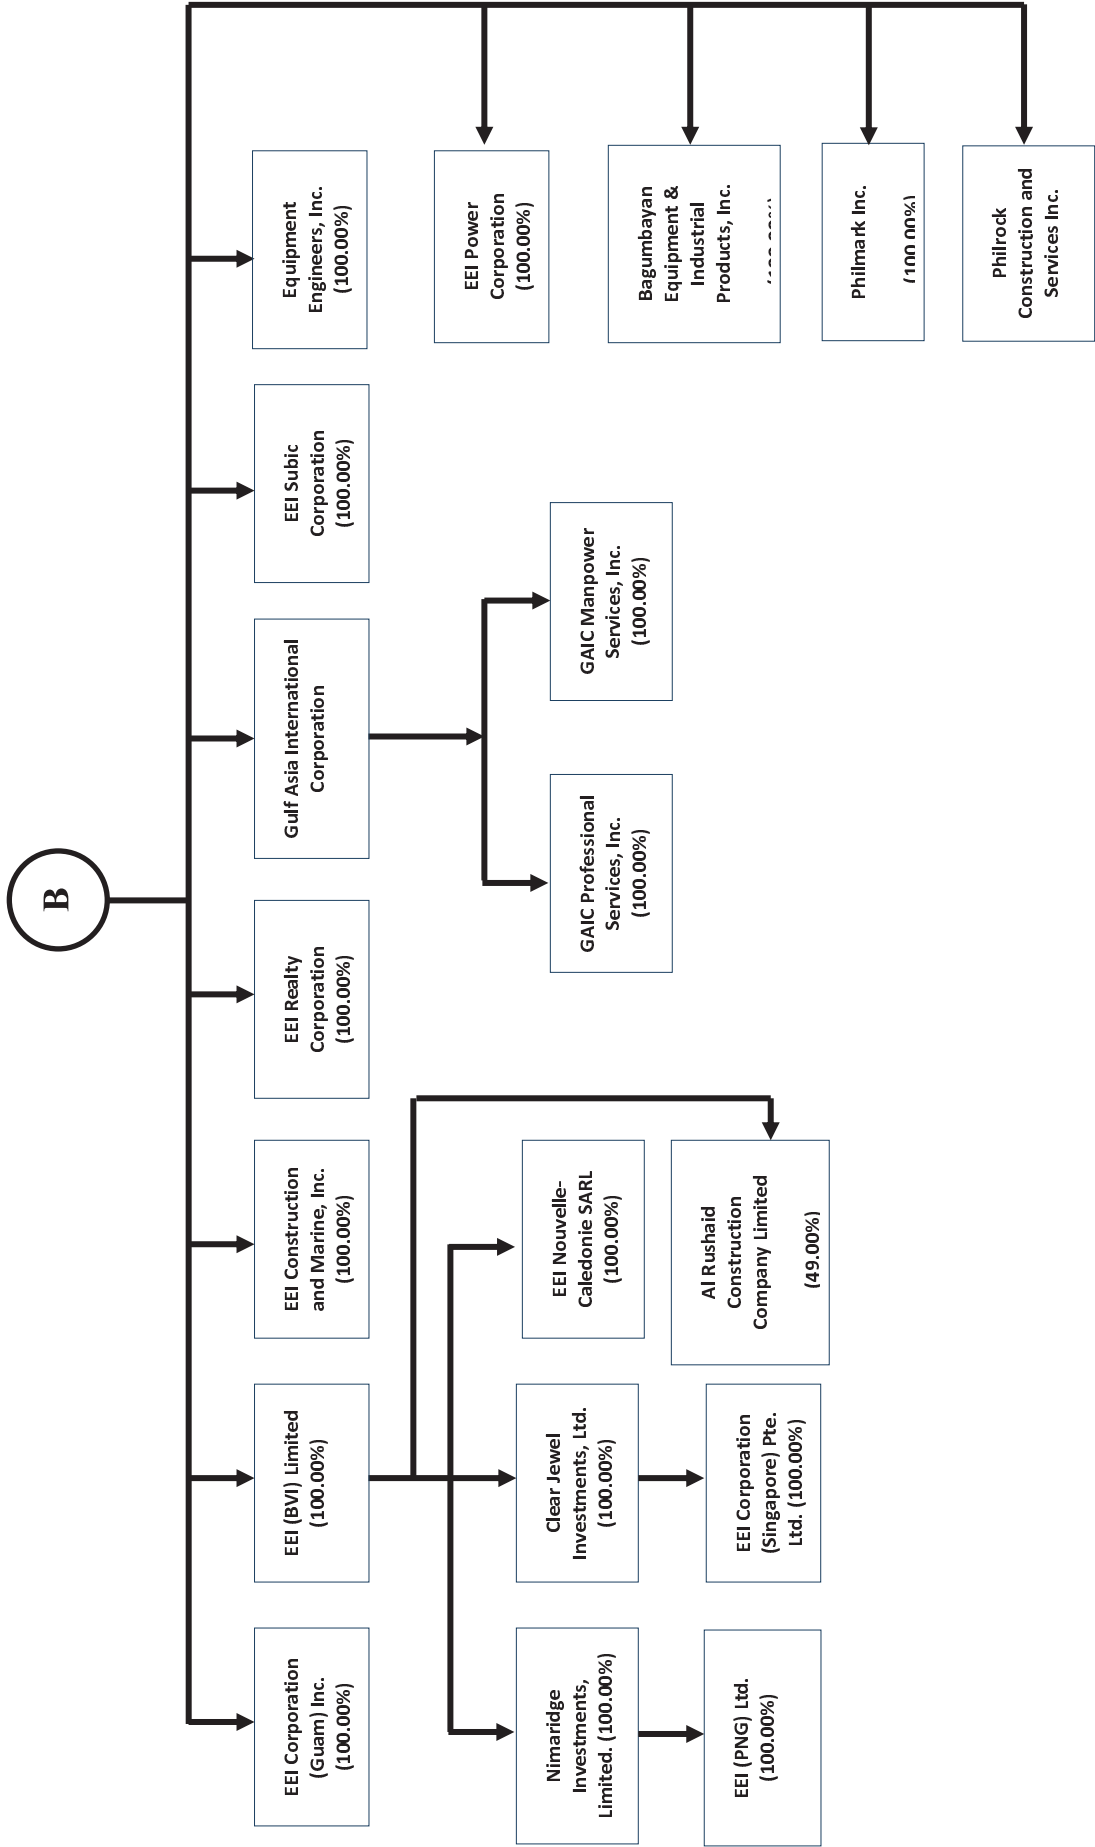 B
EEI Corporation
(Guam) Inc.
(100.00%)
EEI (BVI) Limited
(100.00%)
EEI Construction
and Marine, Inc.
(100.00%)
EEI Realty
Corporation
(100.00%)
Gulf Asia International
Corporation
EEI Subic
Corporation
(100.00%)
Equipment
Engineers, Inc.
(100.00%)
EEI Power
Corporation
(100.00%)
Bagumbayan
Equipment &
Industrial
Products, Inc.
Philmark Inc.
(100.00%)
Philrock
Construction and
Services Inc.
GAIC Professional
Services, Inc.
(100.00%)
GAIC Manpower
Services, Inc.
(100.00%)
Nimaridge
Investments,
Limited. (100.00%)
Clear Jewel
Investments, Ltd.
(100.00%)
EEI Nouvelle-
Caledonie SARL
(100.00%)
Al Rushaid
Construction
Company Limited
(49.00%)
EEI (PNG) Ltd.
(100.00%)
EEI Corporation
(Singapore) Pte.
Ltd. (100.00%)